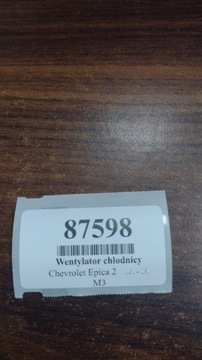 87598
Wentylator chłodnicy
Chevrolet Epica 2
M3